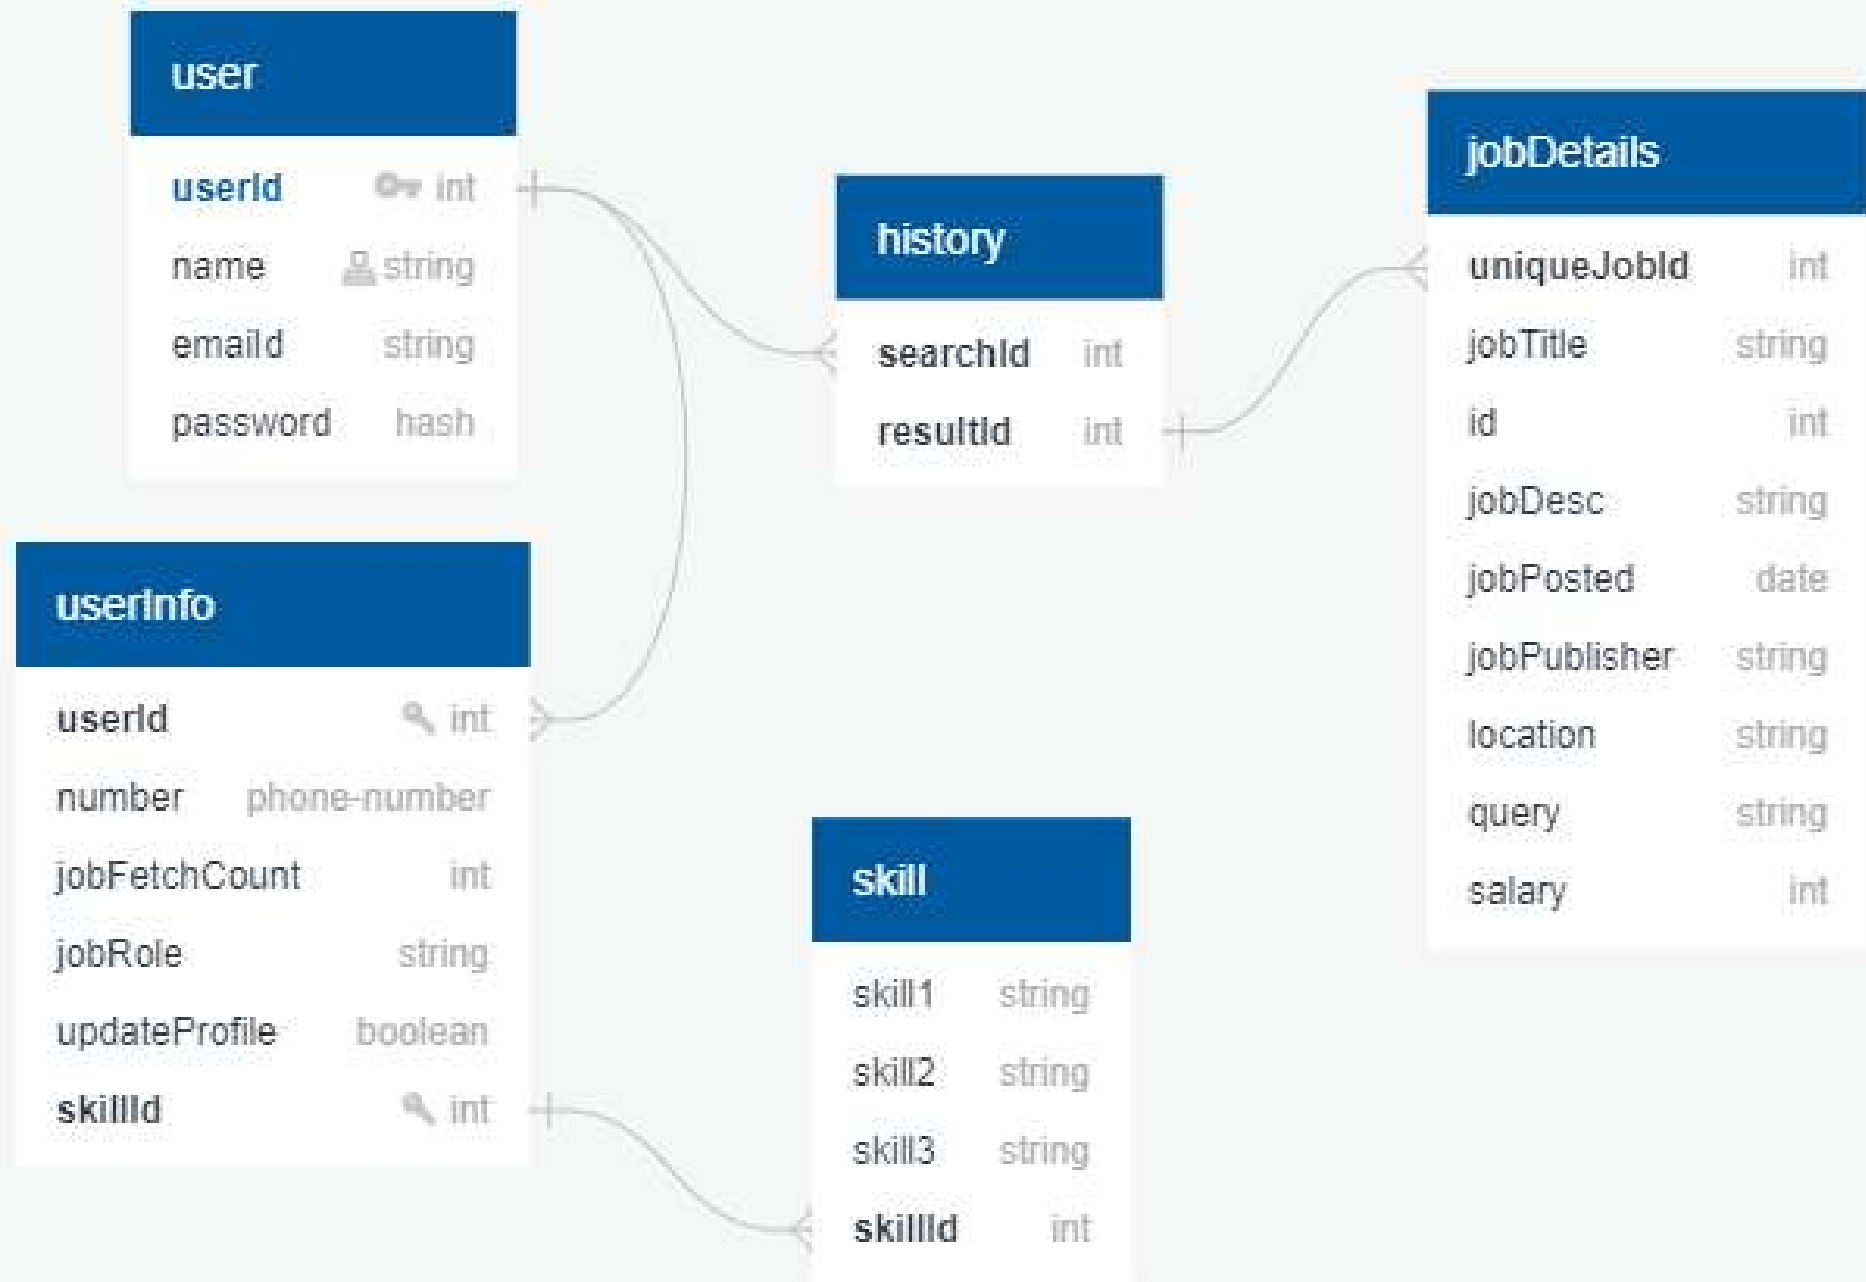 user
userId int
name string
emaild string
password hash
userInfo
userId int
number phone-number
jobFetchCount int
jobRole string
updateProfile boolean
skillId int
history
searchId int
resultId int
skill
skill1 string
skill2 string
skill3 string
skillId int
jobDetails
uniqueJobId int
jobTitle string
id int
jobDesc string
jobPosted date
jobPublisher string
location string
query string
salary int